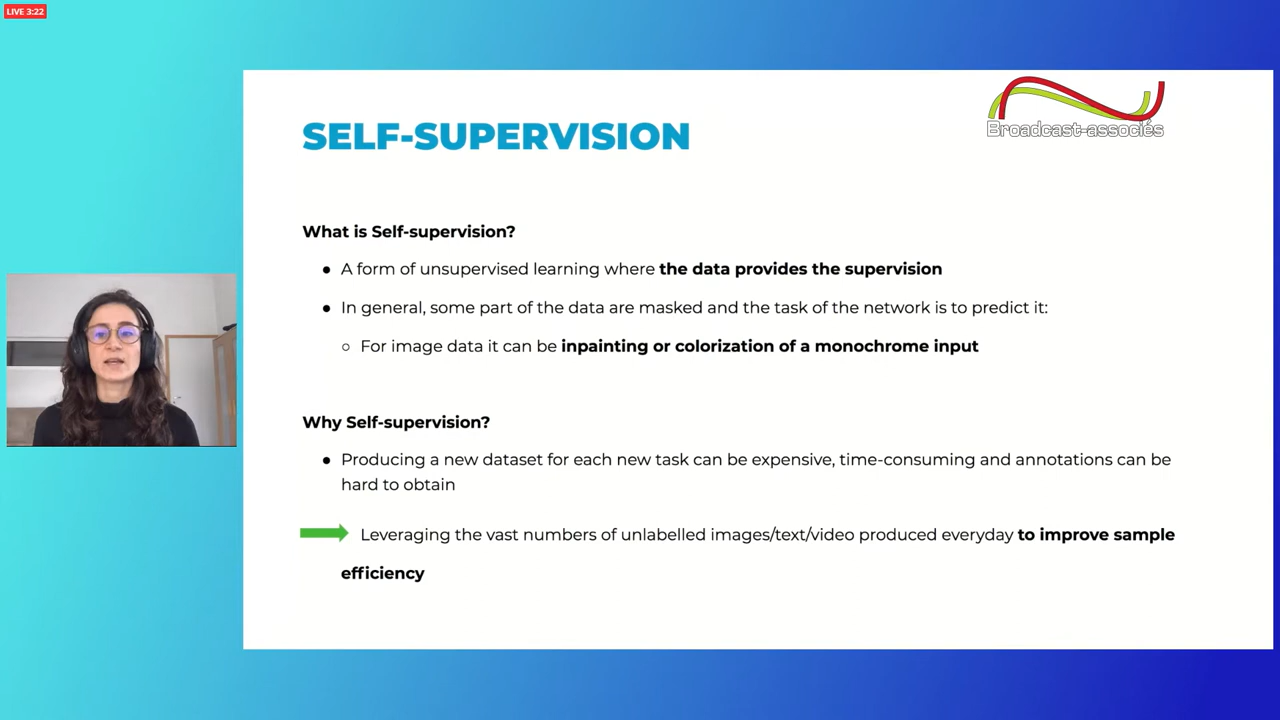 LIVE 3:22
Broadcast-associés
SELF-SUPERVISION
What is Self-supervision?
● A form of unsupervised learning where the data provides the supervision
● In general, some part of the data are masked and the task of the network is to predict it:
○ For image data it can be inpainting or colorization of a monochrome input
Why Self-supervision?
● Producing a new dataset for each new task can be expensive, time-consuming and annotations can be
hard to obtain
Leveraging the vast numbers of unlabelled images/text/video produced everyday to improve sample
efficiency